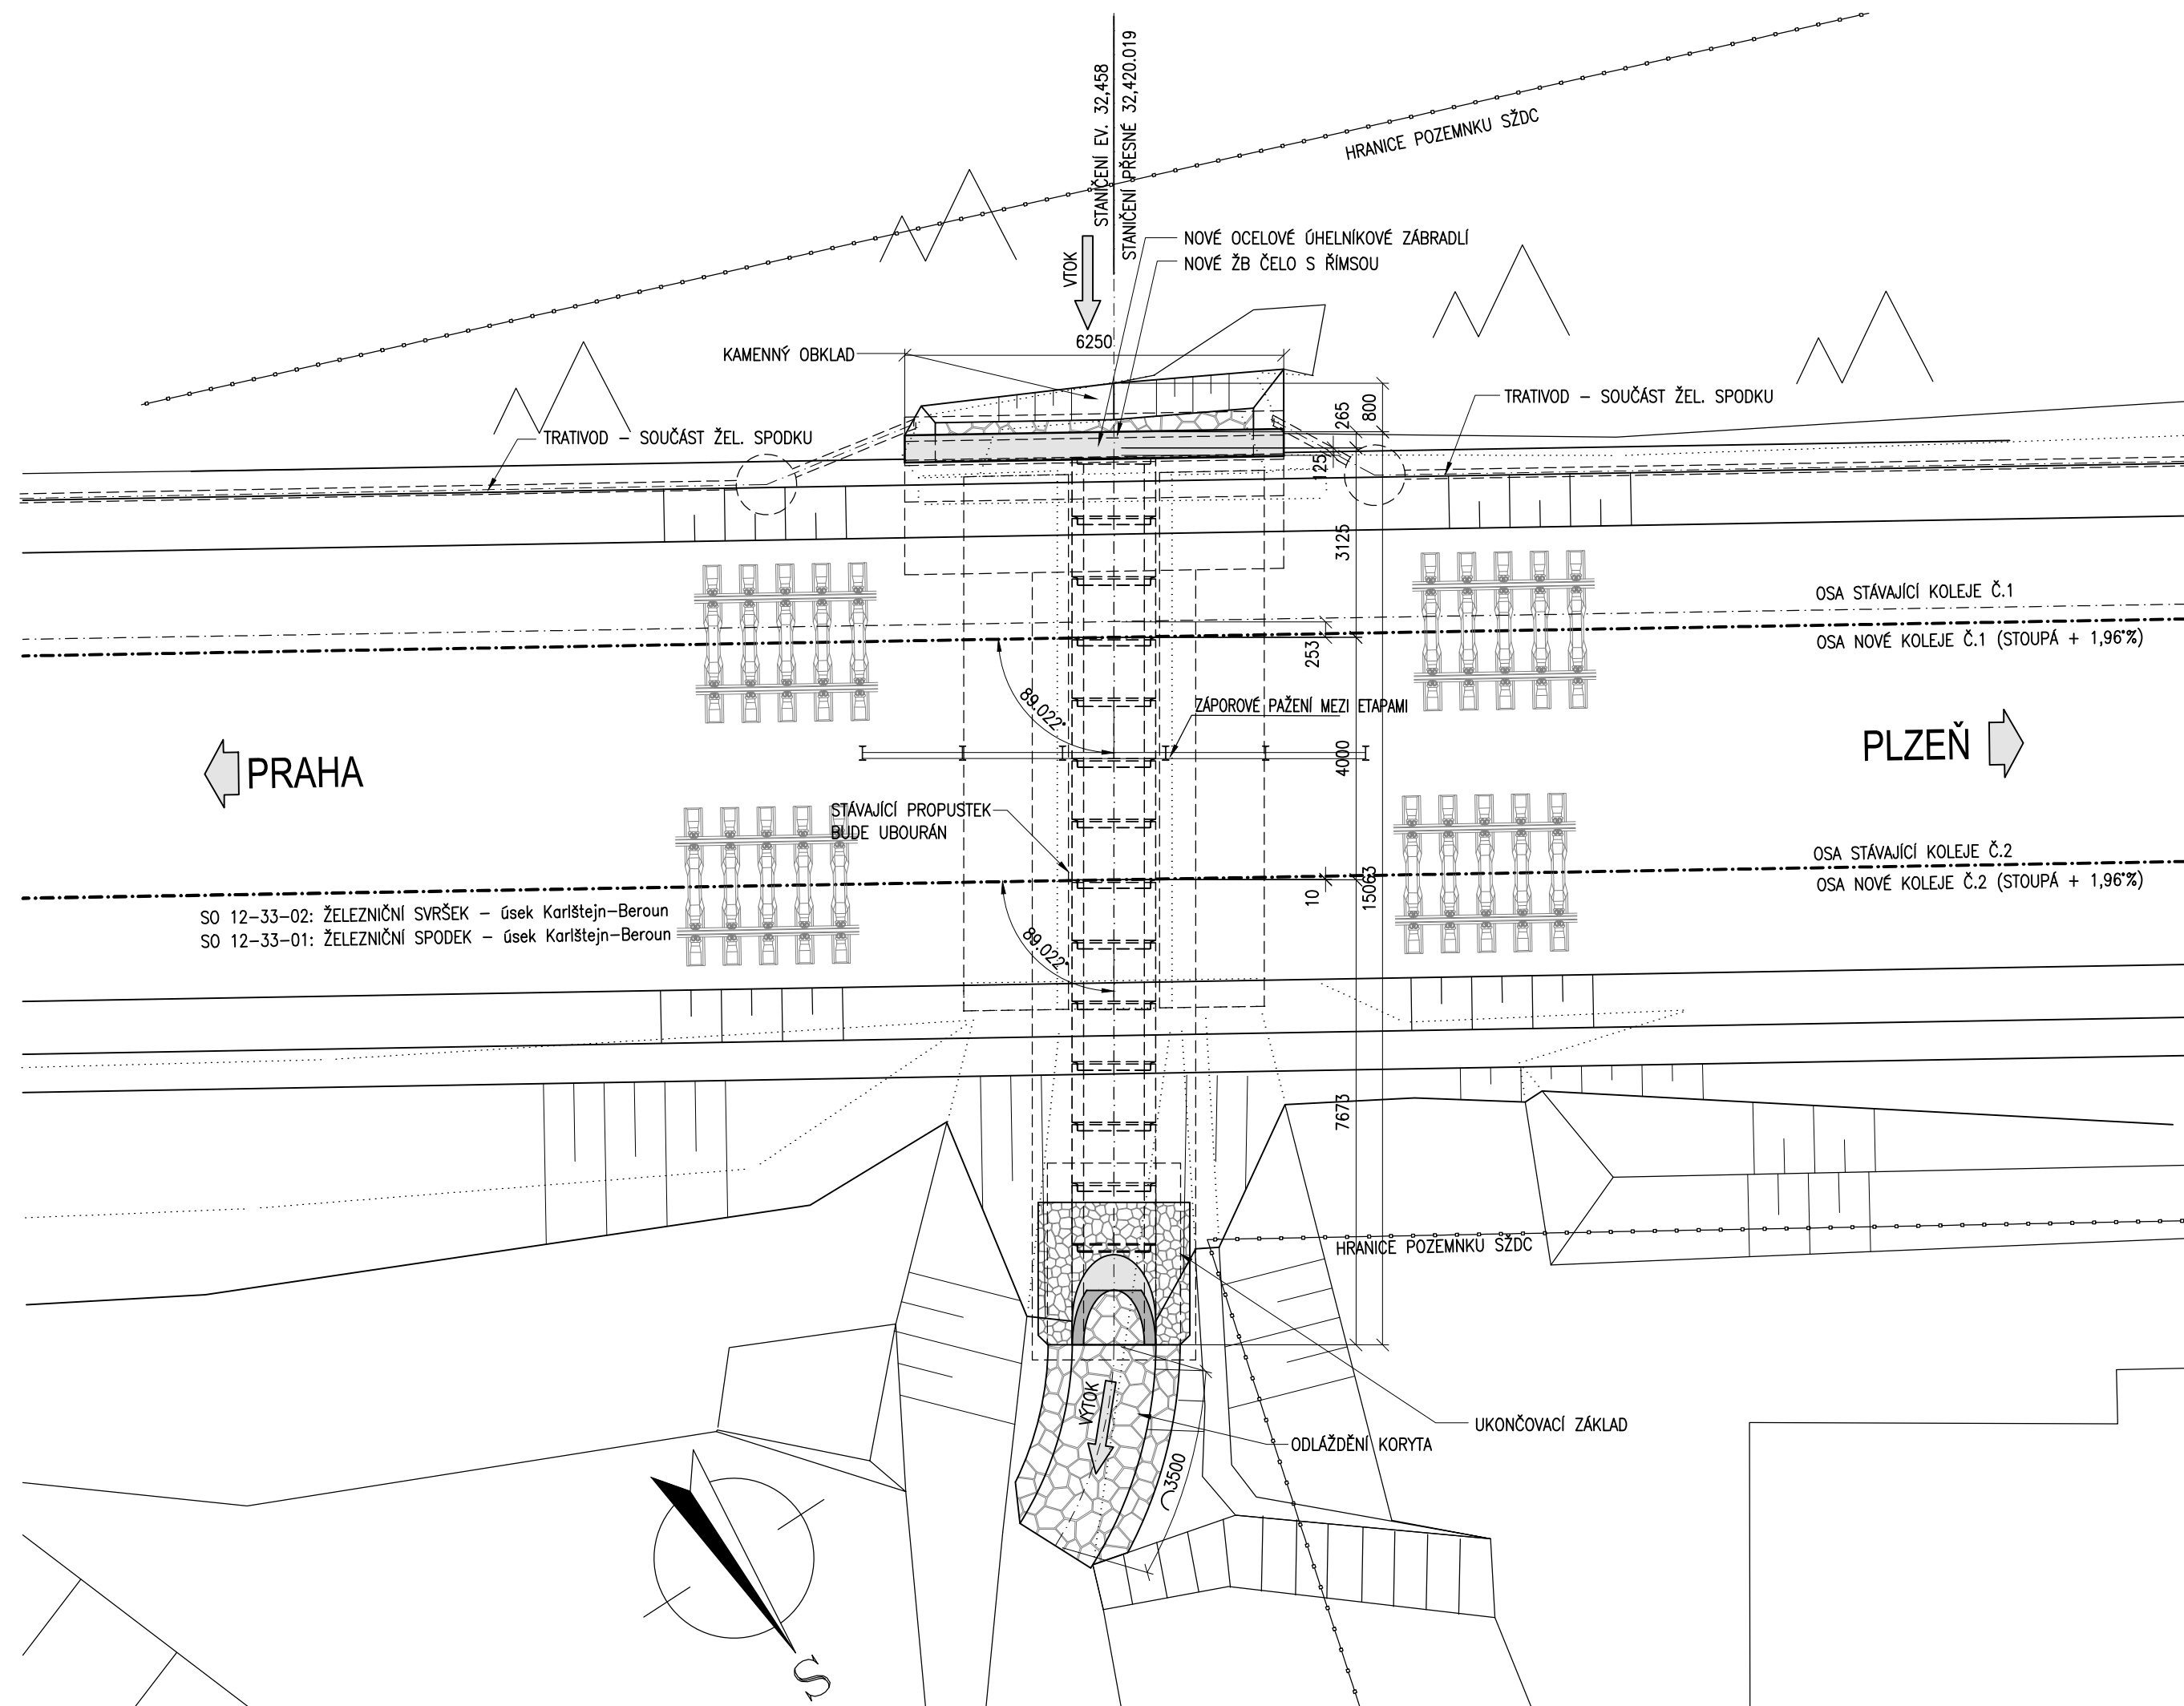 STANIČENÍ EV. 32,458
STANIČENÍ PŘESNÉ 32,420.019
HRANICE POZEMNKU SŽDC
VTOK
NOVÉ OCELOVÉ ÚHELNÍKOVÉ ZÁBRADLÍ
NOVÉ ŽB ČELO S ŘÍMSOU
6250
KAMENNÝ OBKLAD
TRATIVOD – SOUČÁST ŽEL. SPODKU
TRATIVOD – SOUČÁST ŽEL. SPODKU
265
800
125
3125
OSA STÁVAJÍCÍ KOLEJE Č.1
OSA NOVÉ KOLEJE Č.1 (STOUPÁ + 1,96‰)
253
89.022°
ZÁPOROVÉ PAŽENÍ MEZI ETAPAMI
4000
PRAHA
PLZEŇ
STÁVAJÍCÍ PROPUSTEK
BUDE UBOURÁN
OSA STÁVAJÍCÍ KOLEJE Č.2
OSA NOVÉ KOLEJE Č.2 (STOUPÁ + 1,96‰)
10
15063
SO 12–33–02: ŽELEZNIČNÍ SVRŠEK – úsek Karlštejn–Beroun
SO 12–33–01: ŽELEZNIČNÍ SPODEK – úsek Karlštejn–Beroun
89.022°
7673
HRANICE POZEMNKU SŽDC
VÝTOK
UKONČOVACÍ ZÁKLAD
ODLÁŽDĚNÍ KORYTA
3500
S